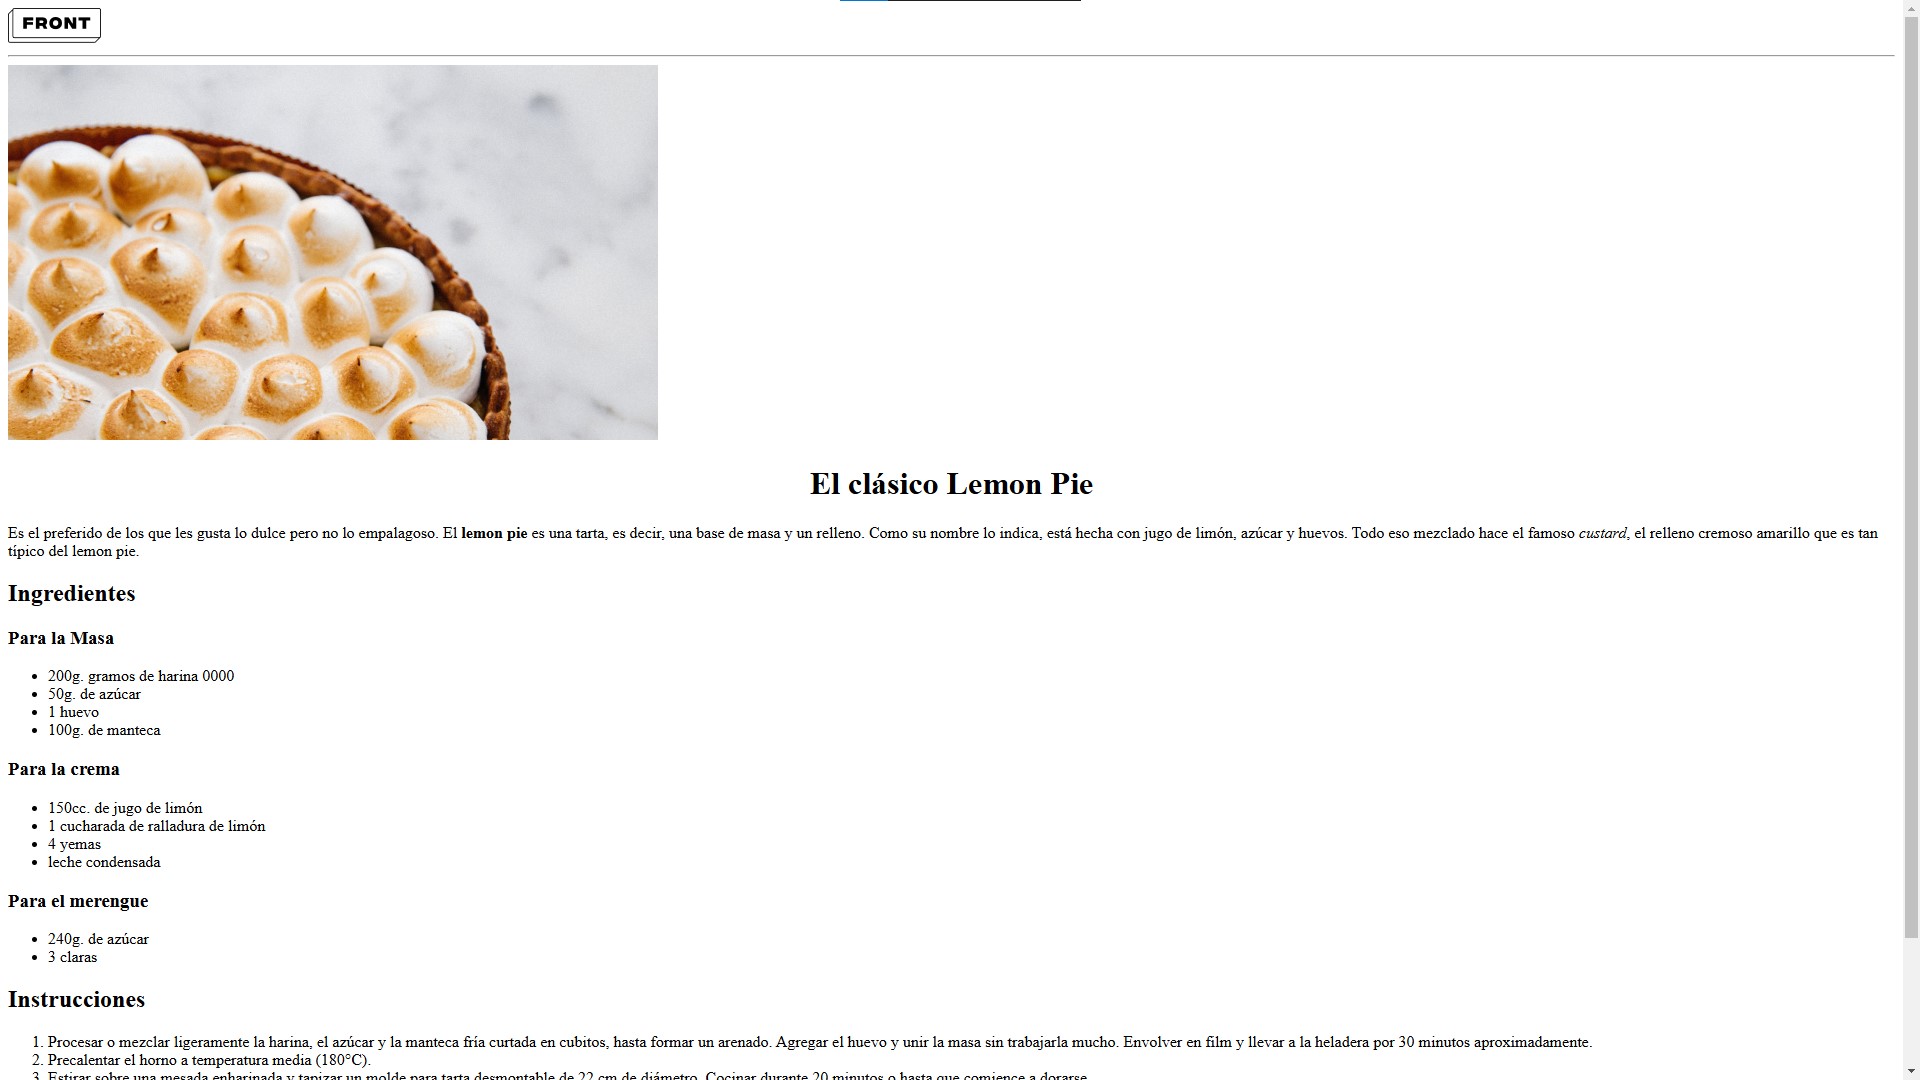 FRONT
El clásico Lemon Pie
Es el preferido de los que les gusta lo dulce pero no lo empalagoso. El lemon pie es una tarta, es decir, una base de masa y un relleno. Como su nombre lo indica, está hecha con jugo de limón, azúcar y huevos. Todo eso mezclado hace el famoso custard, el relleno cremoso amarillo que es tan
típico del lemon pie.
Ingredientes
Para la Masa
• 200g. gramos de harina 0000
• 50g. de azúcar
• 1 huevo
• 100g. de manteca
Para la crema
• 150cc. de jugo de limón
• 1 cucharada de ralladura de limón
• 4 yemas
• leche condensada
Para el merengue
• 240g. de azúcar
• 3 claras
Instrucciones
1. Procesar o mezclar ligeramente la harina, el azúcar y la manteca fría curtada en cubitos, hasta formar un arenado. Agregar el huevo y unir la masa sin trabajarla mucho. Envolver en film y llevar a la heladera por 30 minutos aproximadamente.
2. Precalentar el horno a temperatura media (180°C).
3. Estirar sobre una mesada enharinada y tapizar un molde para tarta desmontable de 22 cm de diámetro. Cocinar durante 20 minutos o hasta que comience a dorarse.